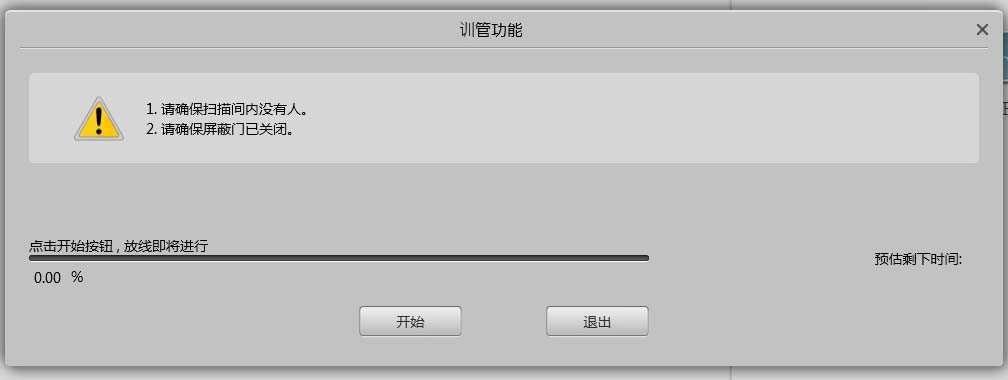 训管功能
1. 请确保扫描间内没有人。
2. 请确保屏蔽门已关闭。
点击开始按钮 , 放线即将进行
预估剩下时间:
0.00 %
开始
退出